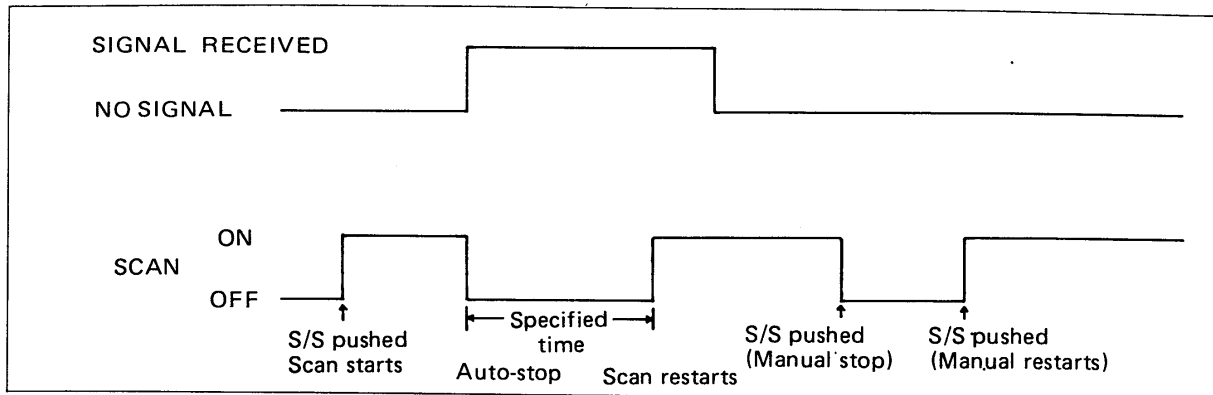 SIGNAL RECEIVED
NO SIGNAL
SCAN
ON
OFF
S/S pushed
Scan starts
Specified
time
Auto-stop
Scan restarts
S/S pushed
(Manual stop)
S/S pushed
(Manual restarts)